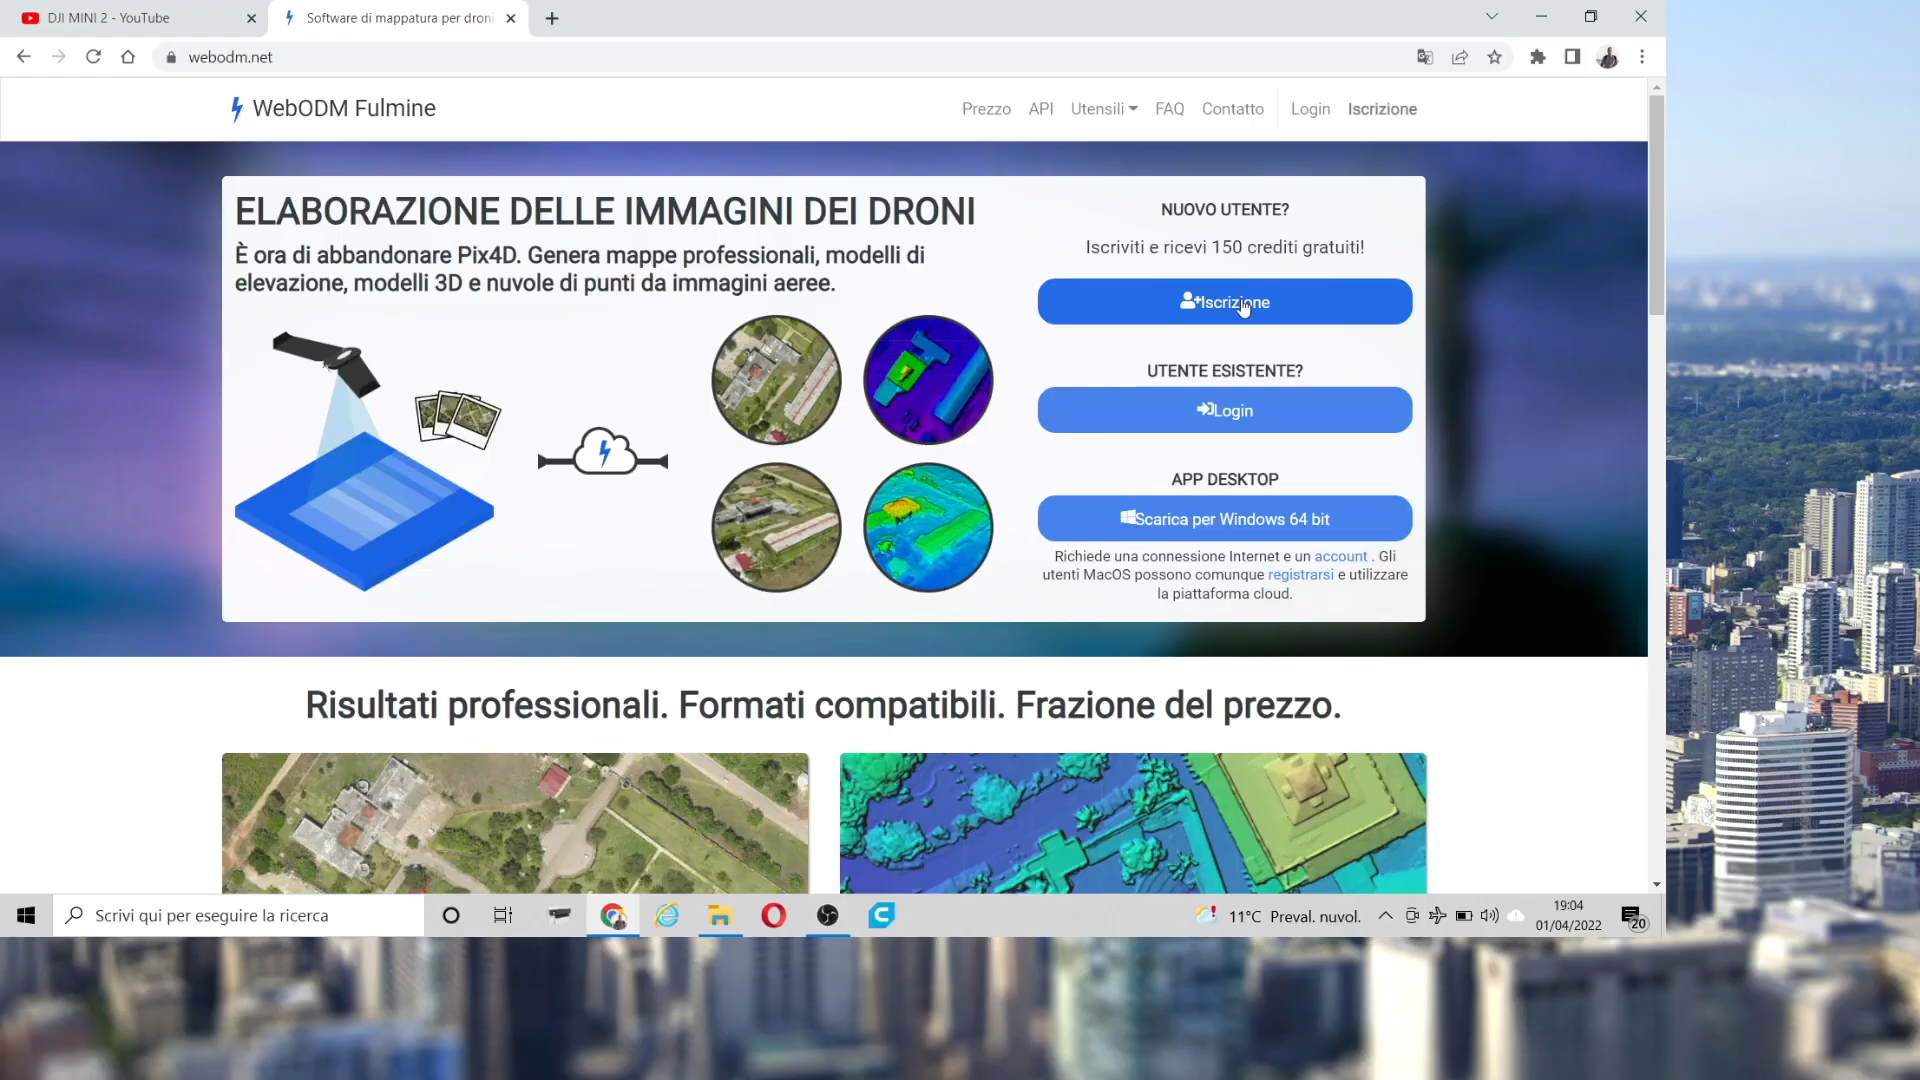 DJI MINI 2 - YouTube
Software di mappatura per droni
webodm.net
WebODM Fulmine
Prezzo API Utensili FAQ Contatto Login Iscrizione
ELABORAZIONE DELLE IMMAGINI DEI DRONI
È ora di abbandonare Pix4D. Genera mappe professionali, modelli di
elevazione, modelli 3D e nuvole di punti da immagini aeree.
NUOVO UTENTE?
Iscriviti e ricevi 150 crediti gratuiti!
Iscrizione
UTENTE ESISTENTE?
Login
APP DESKTOP
Scarica per Windows 64 bit
Richiede una connessione Internet e un account . Gli
utenti MacOS possono comunque registrarsi e utilizzare
la piattaforma cloud.
Risultati professionali. Formati compatibili. Frazione del prezzo.
Scrivi qui per eseguire la ricerca
11°C Preval. nuvol.
19:04
01/04/2022
20